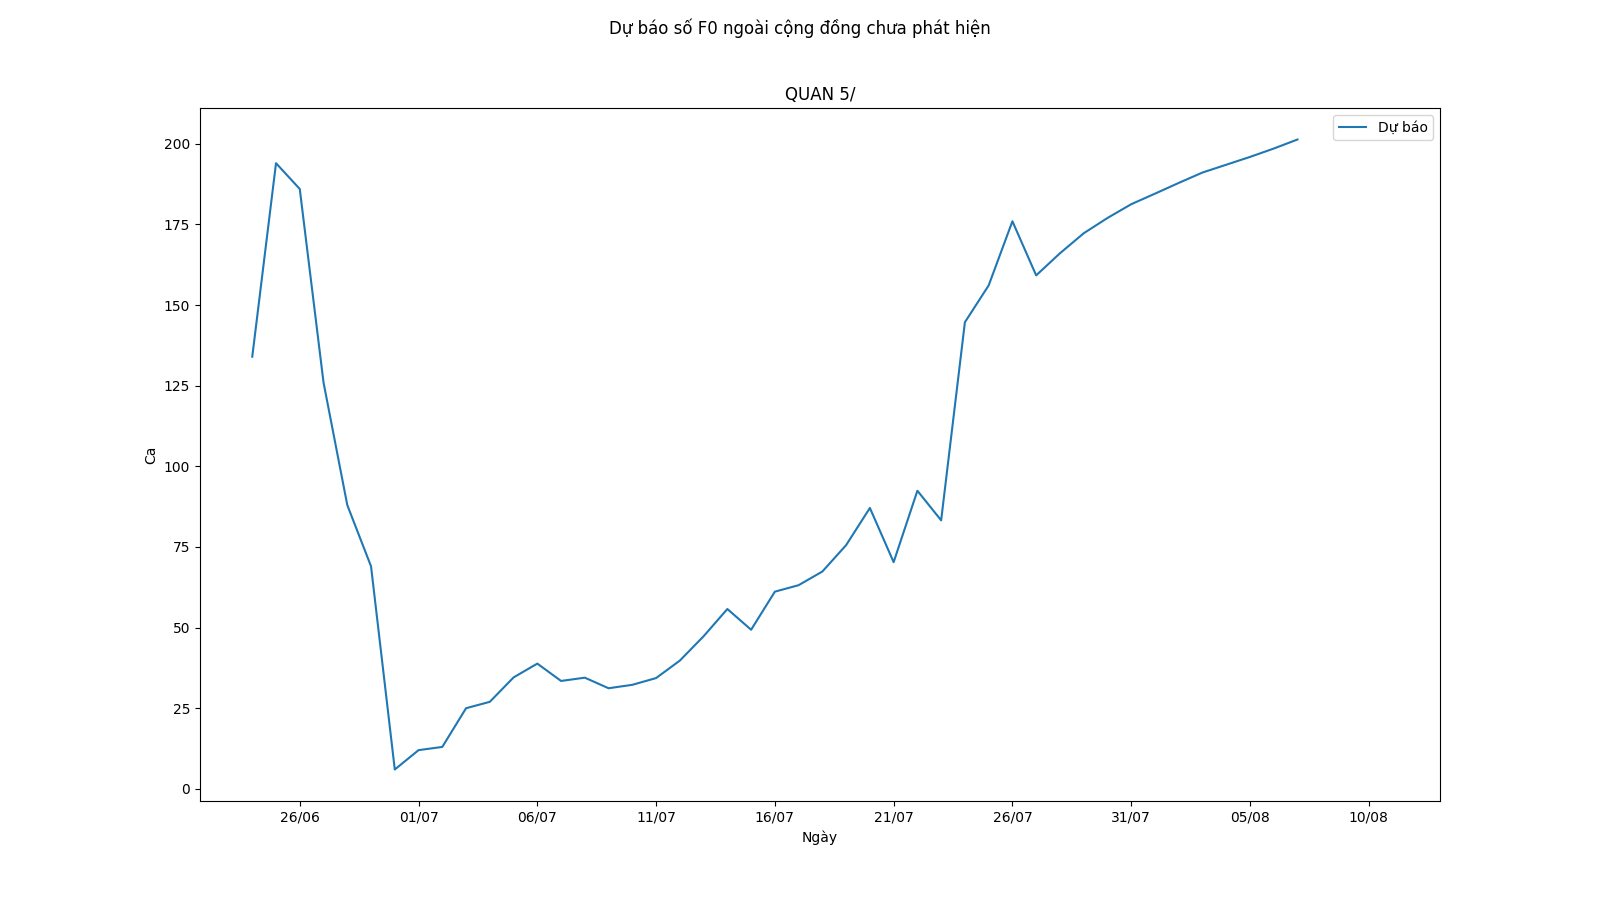 Dự báo số F0 ngoài cộng đồng chưa phát hiện
QUAN 5/
Dự báo
200
175
150
125
100
75
50
25
0
Ca
26/06 01/07 06/07 11/07 16/07 21/07 26/07 31/07 05/08 10/08
Ngày